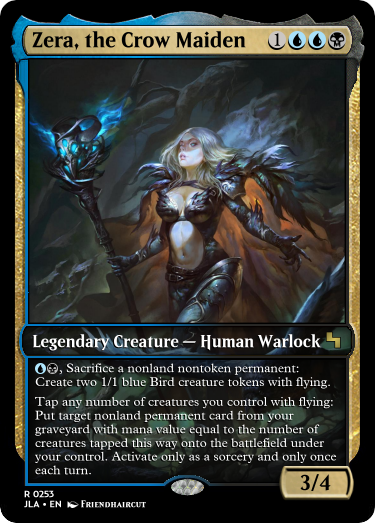 Zera, the Crow Maiden 1
Legendary Creature — Human Warlock
, Sacrifice a nonland nontoken permanent:
Create two 1/1 blue Bird creature tokens with flying.
Tap any number of creatures you control with flying:
Put target nonland permanent card from your
graveyard with mana value equal to the number of
creatures tapped this way onto the battlefield under
your control. Activate only as a sorcery and only once
each turn.
3/4
R 0253
JLA • EN FRIENDHAIRCUT